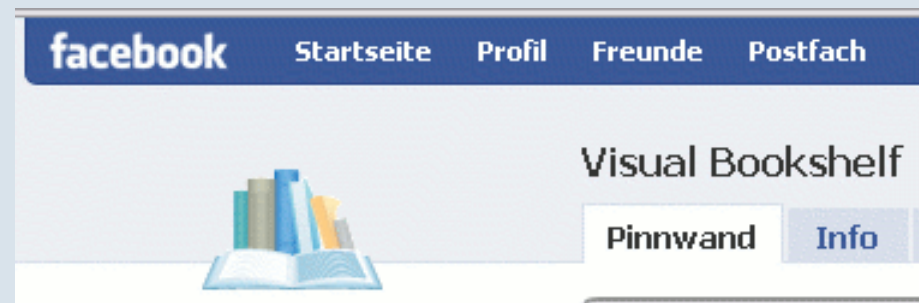 facebook Startseite Profil Freunde Postfach
Visual Bookshelf
Pinnwand Info